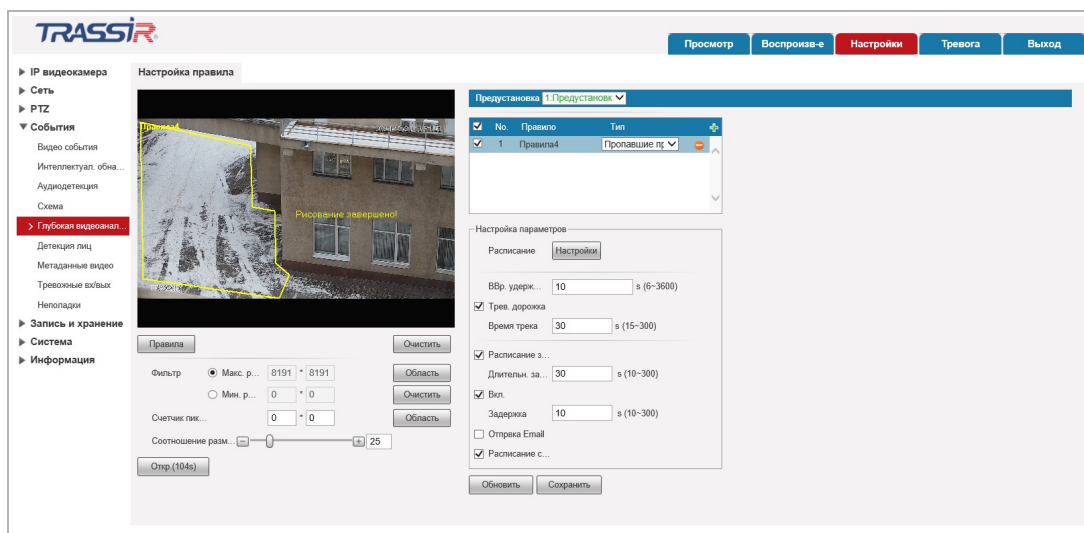 TRASSIR
Просмотр Воспроизв-е Настройки Тревога Выход
IP видеокамера
Сеть
PTZ
События
Видео события
Интеллектуал. обна...
Аудиодетекция
Схема
Глубокая видеоанал...
Детекция лиц
Метаданные видео
Тревожные вх/вых
Неполадки
Запись и хранение
Система
Информация
Настройка правила
Правила4
Рисование завершено!
Правила Очистить
Фильтр Макс. р... 8191 * 8191 Область
Мин. р... 0 * 0 Очистить
Счетчик пик... 0 * 0 Область
Соотношение разм... 25
Откр.(104s)
Предустановка 1:Предустановк
No. Правило Тип
1 Правила4 Пропавшие пр
Настройка параметров
Расписание Настройки
ВВр. удерж... 10 s (6~3600)
Трев. дорожка
Время трека 30 s (15~300)
Расписание з...
Длительн. за... 30 s (10~300)
Вкл.
Задержка 10 s (10~300)
Отпрвка Email
Расписание с...
Обновить Сохранить